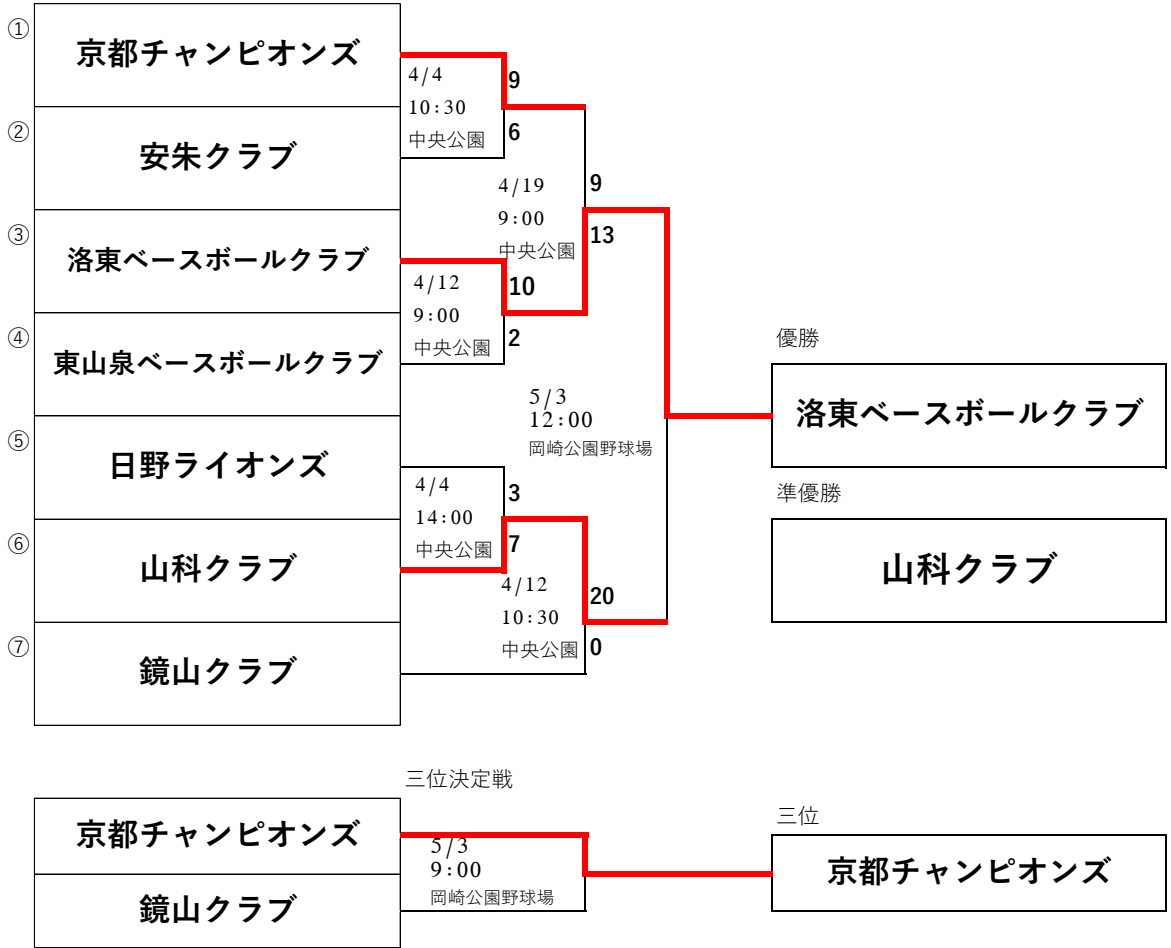 ①
京都チャンピオンズ
4/4
10:30
中央公園
9
6
②
安朱クラブ
4/19
9:00
中央公園
9
13
③
洛東ベースボールクラブ
4/12
9:00
中央公園
10
2
④
東山泉ベースボールクラブ
5/3
12:00
岡崎公園野球場
優勝
洛東ベースボールクラブ
⑤
日野ライオンズ
4/4
14:00
中央公園
3
7
準優勝
山科クラブ
⑥
山科クラブ
4/12
10:30
中央公園
20
0
⑦
鏡山クラブ
三位決定戦
京都チャンピオンズ
5/3
9:00
岡崎公園野球場
鏡山クラブ
三位
京都チャンピオンズ